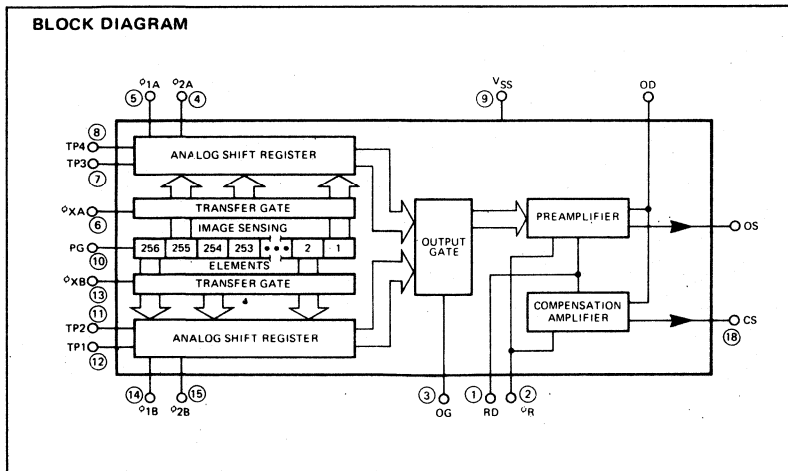 BLOCK DIAGRAM
φ1A φ2A VSS OD
⑤ ④ ⑨
⑧
TP4
TP3
⑦
ANALOG SHIFT REGISTER
φXA
⑥
TRANSFER GATE
IMAGE SENSING
PG
⑩
256 255 254 253 ••• 2 1
ELEMENTS
φXB
⑬
TRANSFER GATE
⑪
TP2
TP1
⑫
ANALOG SHIFT REGISTER
OUTPUT
GATE
PREAMPLIFIER
OS
COMPENSATION
AMPLIFIER
CS
⑱
⑭ ⑮ ③ ① ②
φ1B φ2B OG RD φR